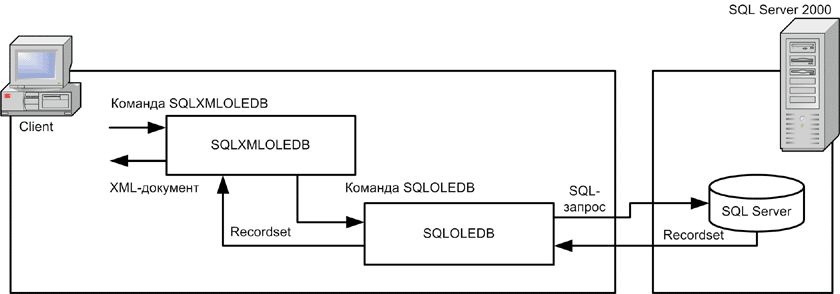 SQL Server 2000
Client
Команда SQLXMLOLEDB
SQLXMLOLEDB
XML-документ
Команда SQLOLEDB
SQL-
запрос
SQL Server
Recordset
SQLOLEDB
Recordset